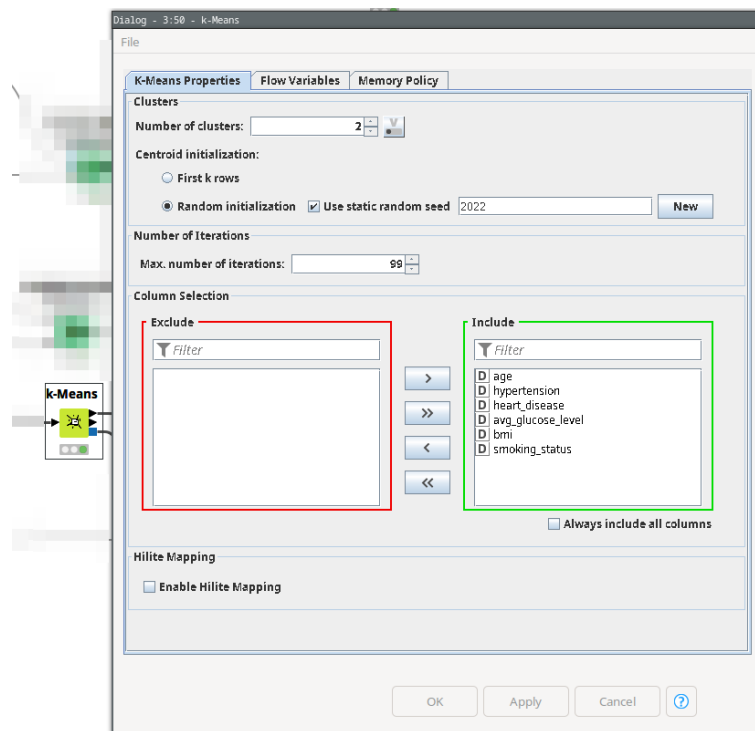 Dialog - 3:50 - k-Means
File
K-Means Properties Flow Variables Memory Policy
Clusters
Number of clusters: 2 V
Centroid initialization:
First k rows
Random initialization Use static random seed 2022 New
Number of Iterations
Max. number of iterations: 99
Column Selection
Exclude Include
Filter Filter
> D age
D hypertension
D heart_disease
>> D avg_glucose_level
D bmi
< D smoking_status
<<
Always include all columns
Hilite Mapping
Enable Hilite Mapping
OK Apply Cancel ?
k-Means